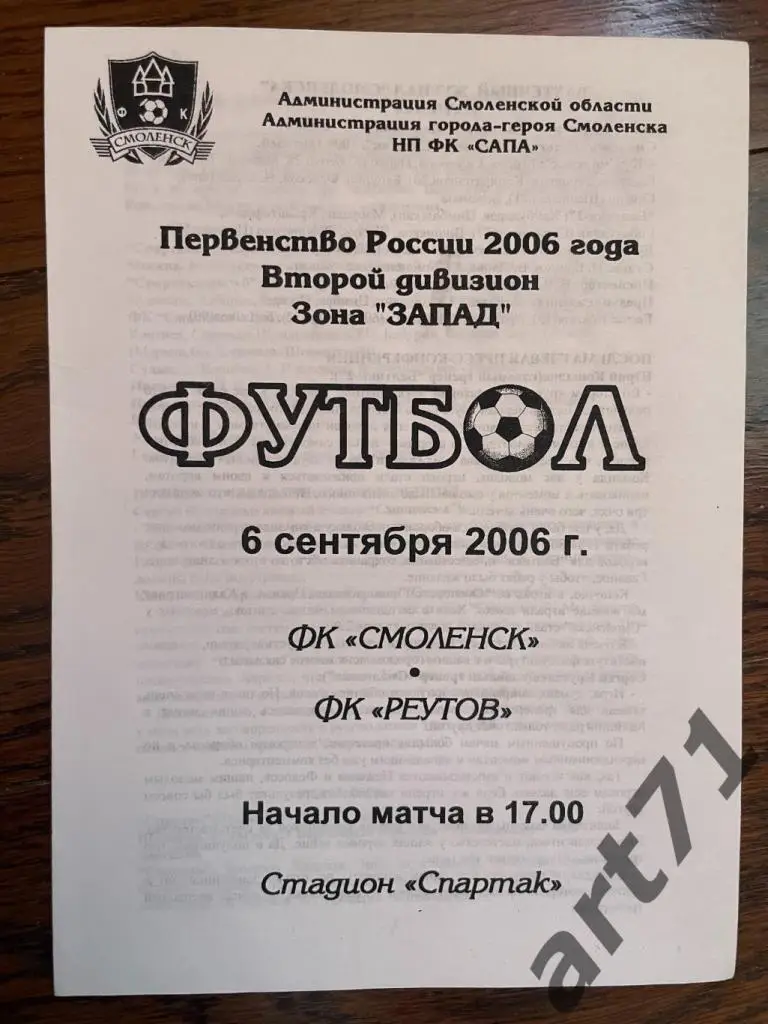 Ф К
СМОЛЕНСК
Администрация Смоленской области
Администрация города-героя Смоленска
НП ФК «САПА»
Первенство России 2006 года
Второй дивизион
Зона "ЗАПАД"
ФУТБОЛ
6 сентября 2006 г.
ФК «СМОЛЕНСК»
•
ФК «РЕУТОВ»
Начало матча в 17.00
Стадион «Спартак»
art71